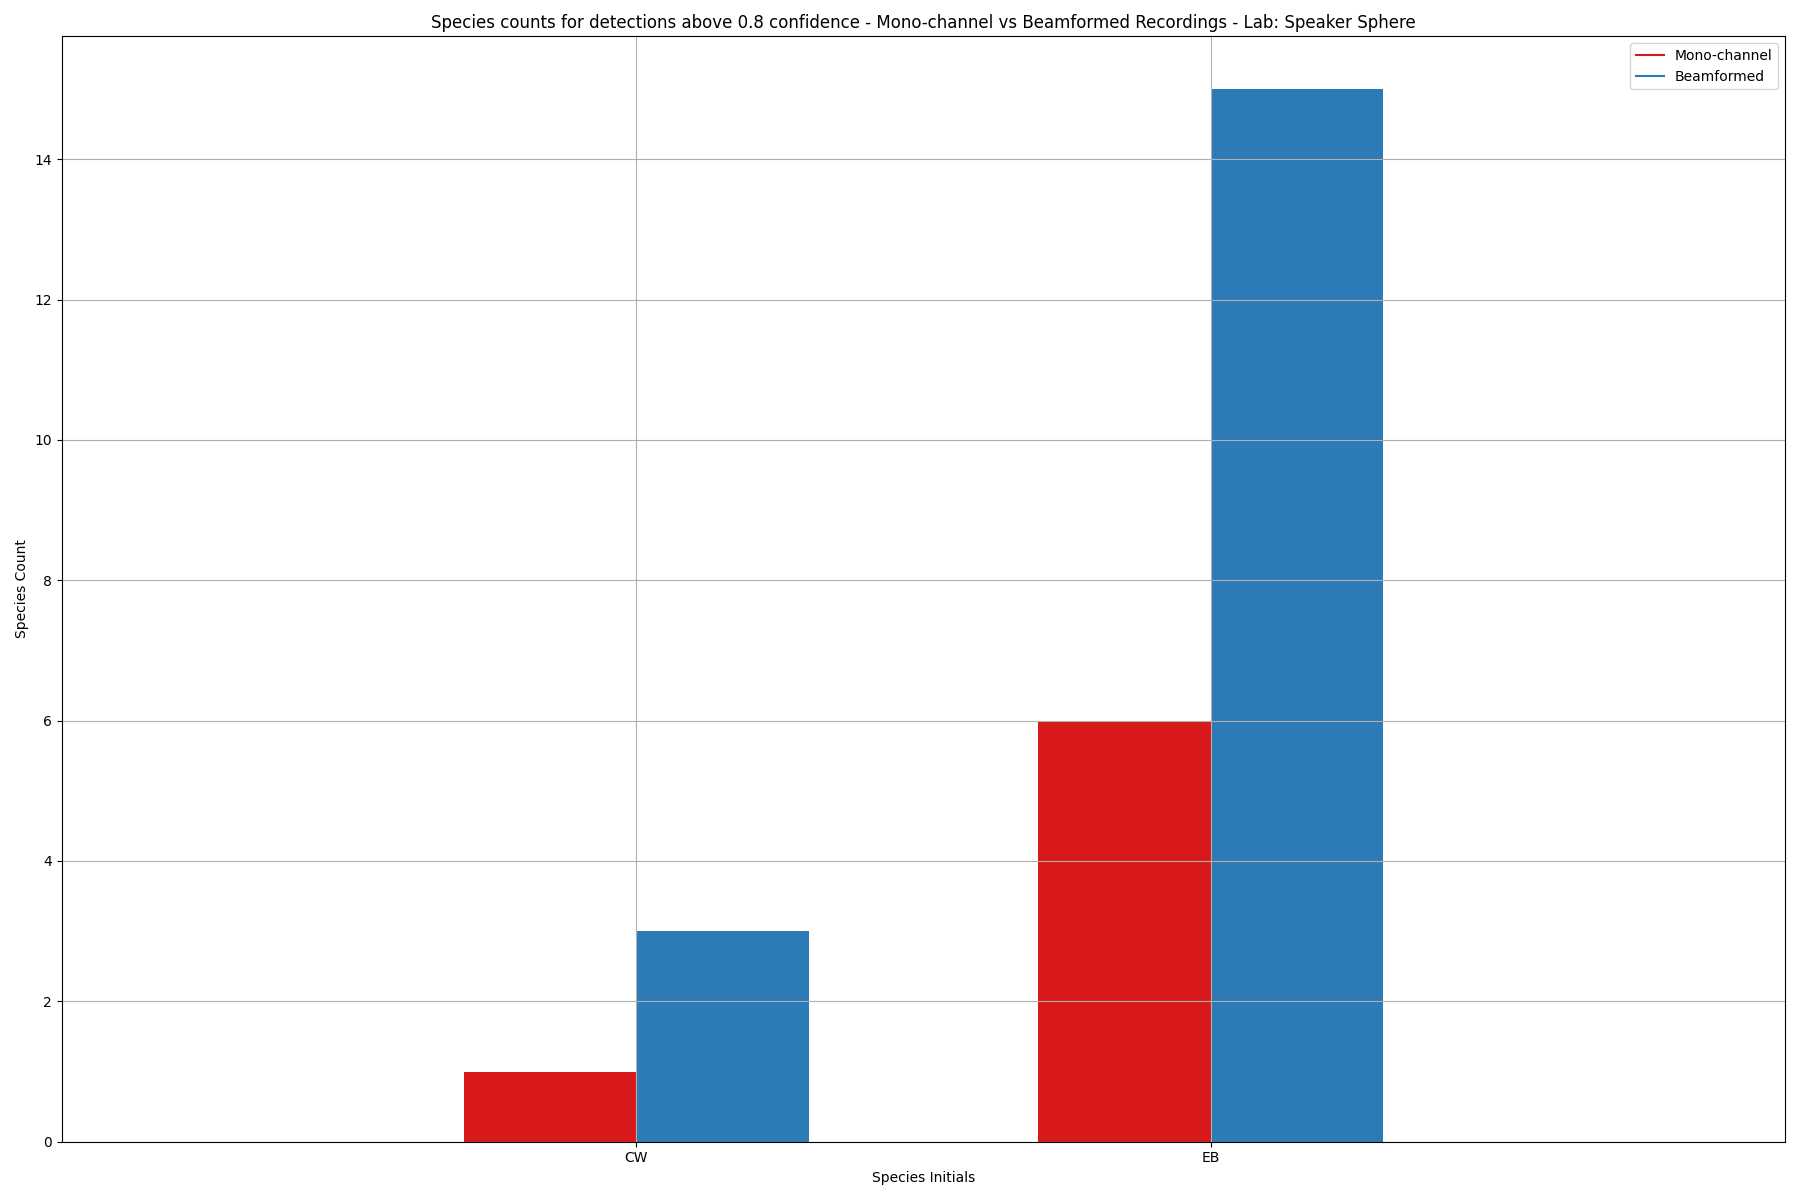 Species counts for detections above 0.8 confidence - Mono-channel vs Beamformed Recordings - Lab: Speaker Sphere
Mono-channel
Beamformed
14
12
10
8
6
4
2
0
Species Count
CW
EB
Species Initials